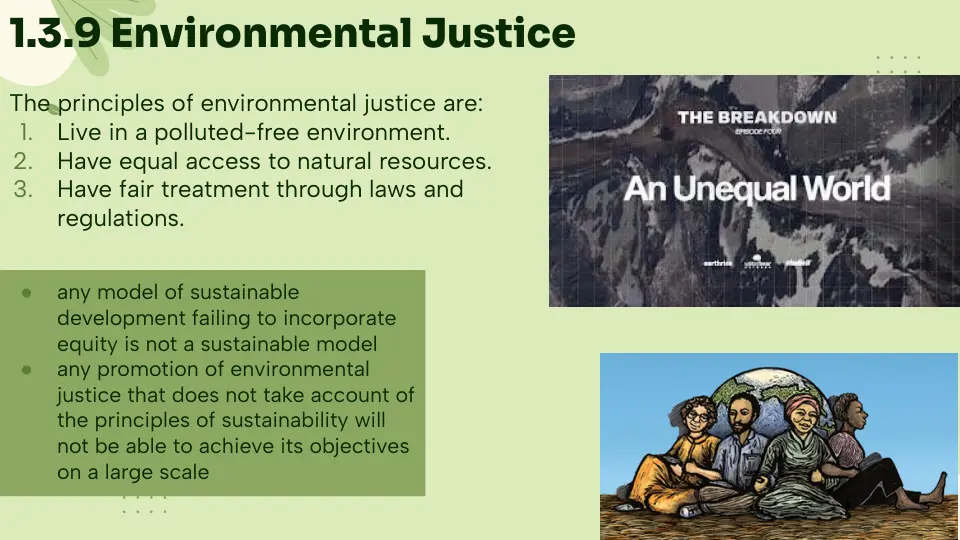 1.3.9 Environmental Justice
The principles of environmental justice are:
1. Live in a polluted-free environment.
2. Have equal access to natural resources.
3. Have fair treatment through laws and
regulations.
• any model of sustainable
development failing to incorporate
equity is not a sustainable model
• any promotion of environmental
justice that does not take account of
the principles of sustainability will
not be able to achieve its objectives
on a large scale
THE BREAKDOWN
EPISODE FOUR
An Unequal World
earthrise